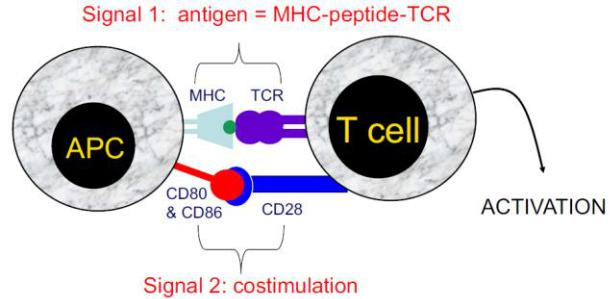 Signal 1: antigen = MHC-peptide-TCR
MHC TCR
APC
T cell
CD80
& CD86
CD28
ACTIVATION
Signal 2: costimulation